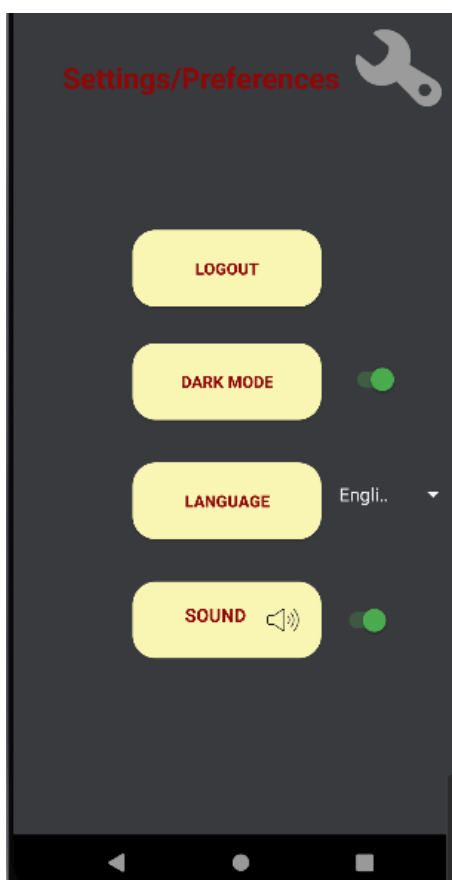 Settings/Preferences
LOGOUT
DARK MODE
LANGUAGE
Engli..
SOUND